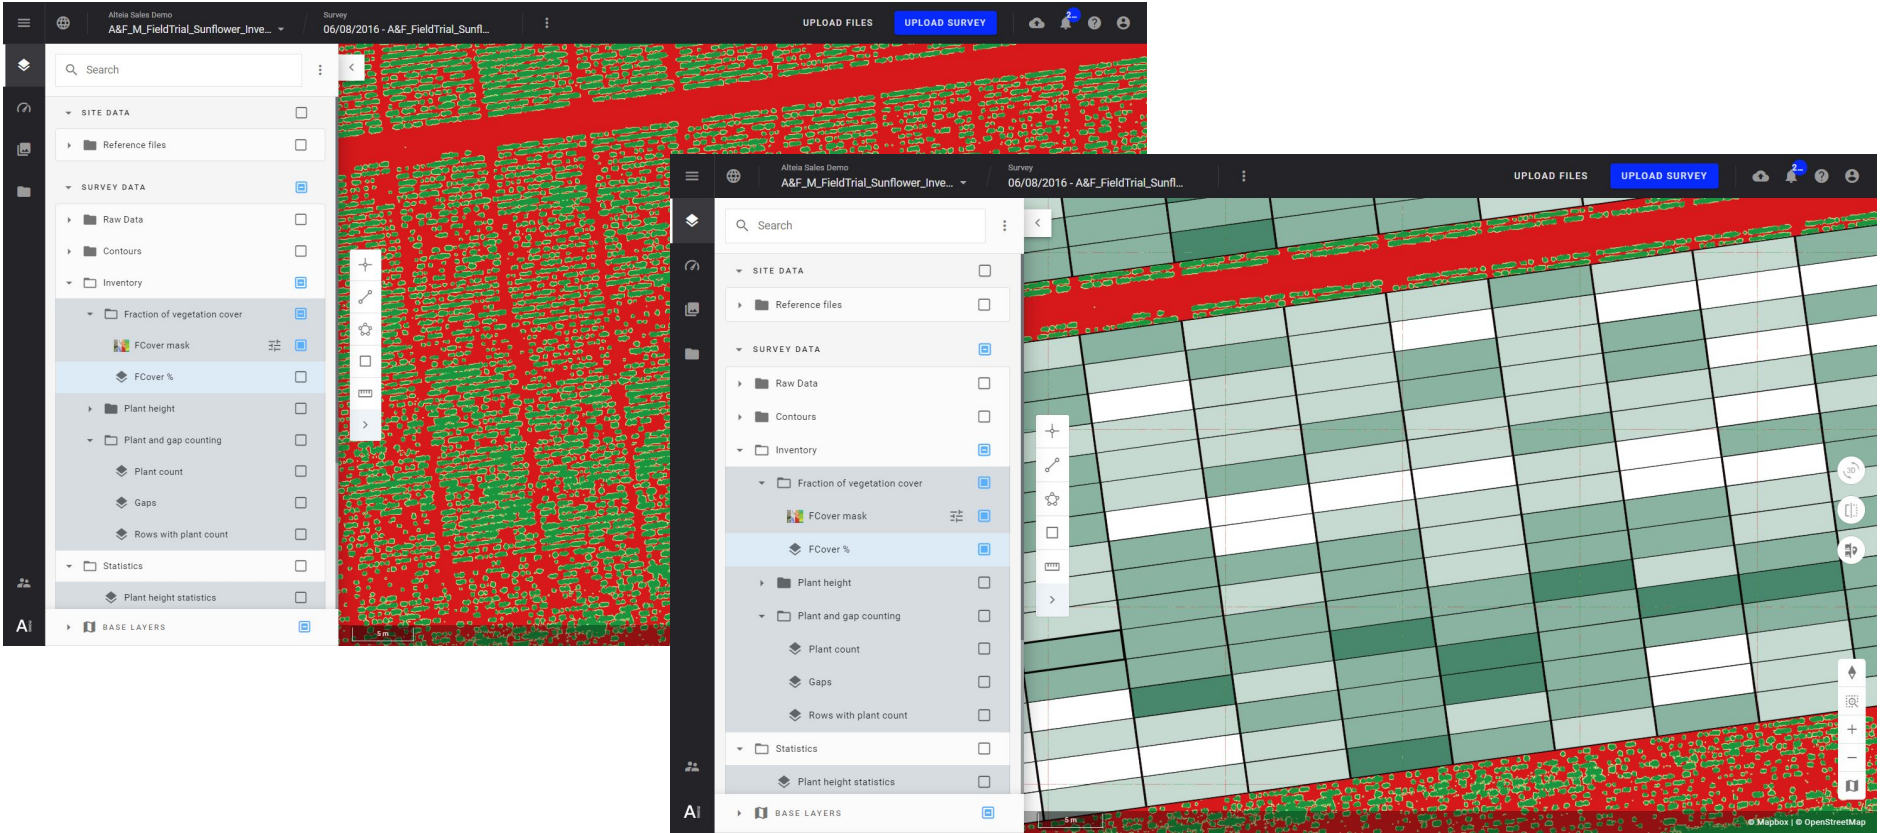 Alteia Sales Demo
A&F_M_FieldTrial_Sunflower_Inve...
Survey
06/08/2016 - A&F_FieldTrial_Sunfl...
UPLOAD FILES
UPLOAD SURVEY
2...
Search
SITE DATA
Reference files
SURVEY DATA
Raw Data
Contours
Inventory
Fraction of vegetation cover
FCover mask
FCover %
Plant height
Plant and gap counting
Plant count
Gaps
Rows with plant count
Statistics
Plant height statistics
BASE LAYERS
5 m
Alteia Sales Demo
A&F_M_FieldTrial_Sunflower_Inve...
Survey
06/08/2016 - A&F_FieldTrial_Sunfl...
UPLOAD FILES
UPLOAD SURVEY
2...
Search
SITE DATA
Reference files
SURVEY DATA
Raw Data
Contours
Inventory
Fraction of vegetation cover
FCover mask
FCover %
Plant height
Plant and gap counting
Plant count
Gaps
Rows with plant count
Statistics
Plant height statistics
BASE LAYERS
5 m
3D
© Mapbox | © OpenStreetMap